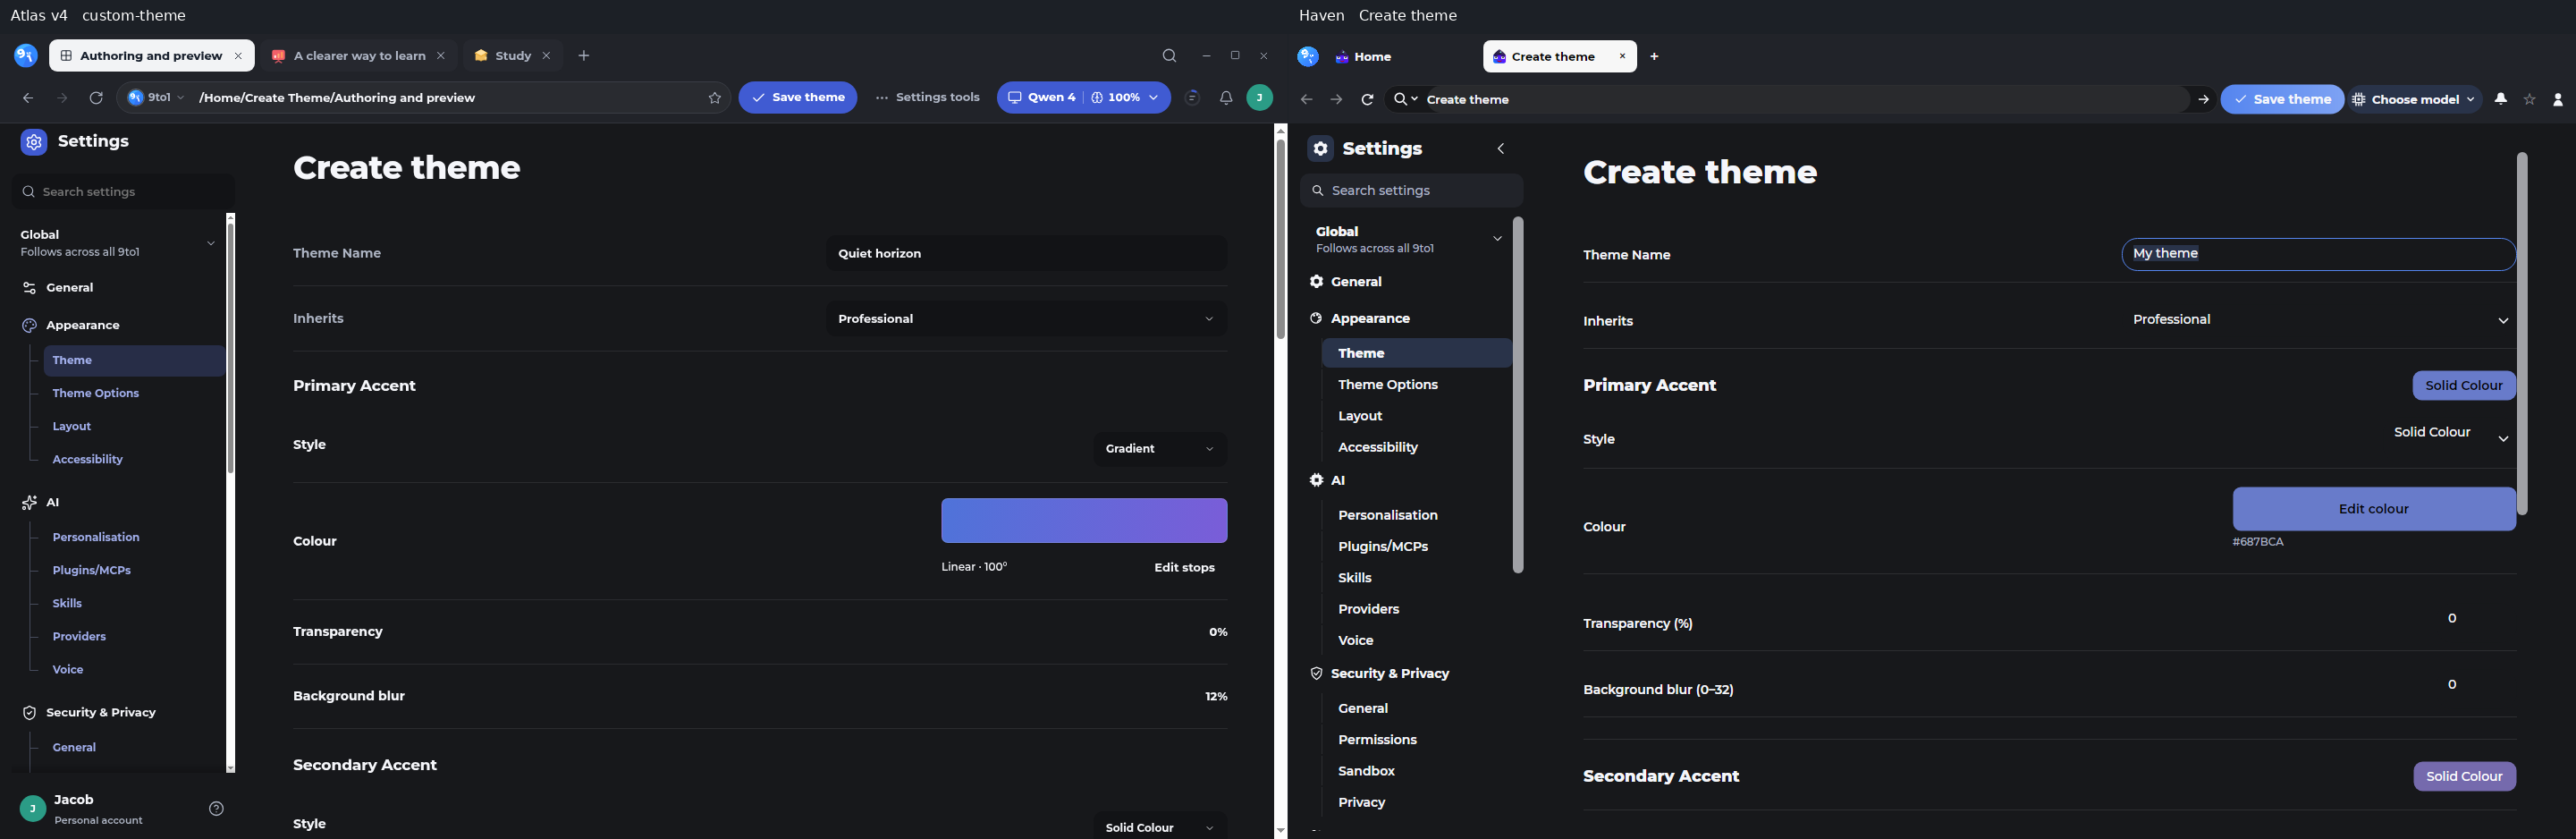 Atlas v4 custom-theme
Authoring and preview
A clearer way to learn
Study
9to1
/Home/Create Theme/Authoring and preview
Save theme
Settings tools
Qwen 4
100%
J
Settings
Search settings
Global
Follows across all 9to1
General
Appearance
Theme
Theme Options
Layout
Accessibility
AI
Personalisation
Plugins/MCPs
Skills
Providers
Voice
Security & Privacy
General
J
Jacob
Personal account
Create theme
Theme Name
Quiet horizon
Inherits
Professional
Primary Accent
Style
Gradient
Colour
Linear · 100°
Edit stops
Transparency
0%
Background blur
12%
Secondary Accent
Style
Solid Colour
Haven Create theme
Home
Create theme
Create theme
Save theme
Choose model
Settings
Search settings
Global
Follows across all 9to1
General
Appearance
Theme
Theme Options
Layout
Accessibility
AI
Personalisation
Plugins/MCPs
Skills
Providers
Voice
Security & Privacy
General
Permissions
Sandbox
Privacy
Create theme
Theme Name
My theme
Inherits
Professional
Primary Accent
Solid Colour
Style
Solid Colour
Colour
Edit colour
#687BCA
Transparency (%)
0
Background blur (0–32)
0
Secondary Accent
Solid Colour